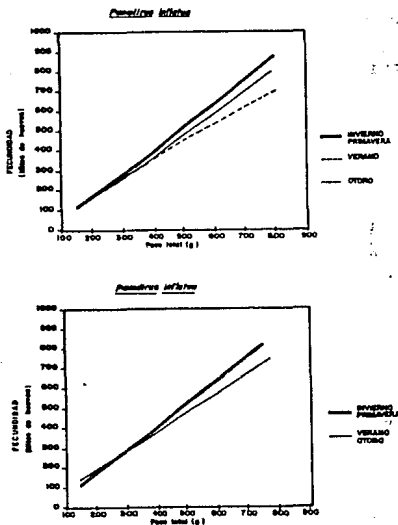 Panulirus inflatus
1000
900
800
700
600
500
400
300
200
100
0
FECUNDIDAD
(Miles de huevos)
100 200 300 400 500 600 700 800 900
Peso total (g)
INVIERNO
PRIMAVERA
VERANO
OTOÑO
Panulirus inflatus
1000
900
800
700
600
500
400
300
200
100
0
FECUNDIDAD
(Miles de huevos)
100 200 300 400 500 600 700 800 900
Peso total (g)
INVIERNO
PRIMAVERA
VERANO
OTOÑO